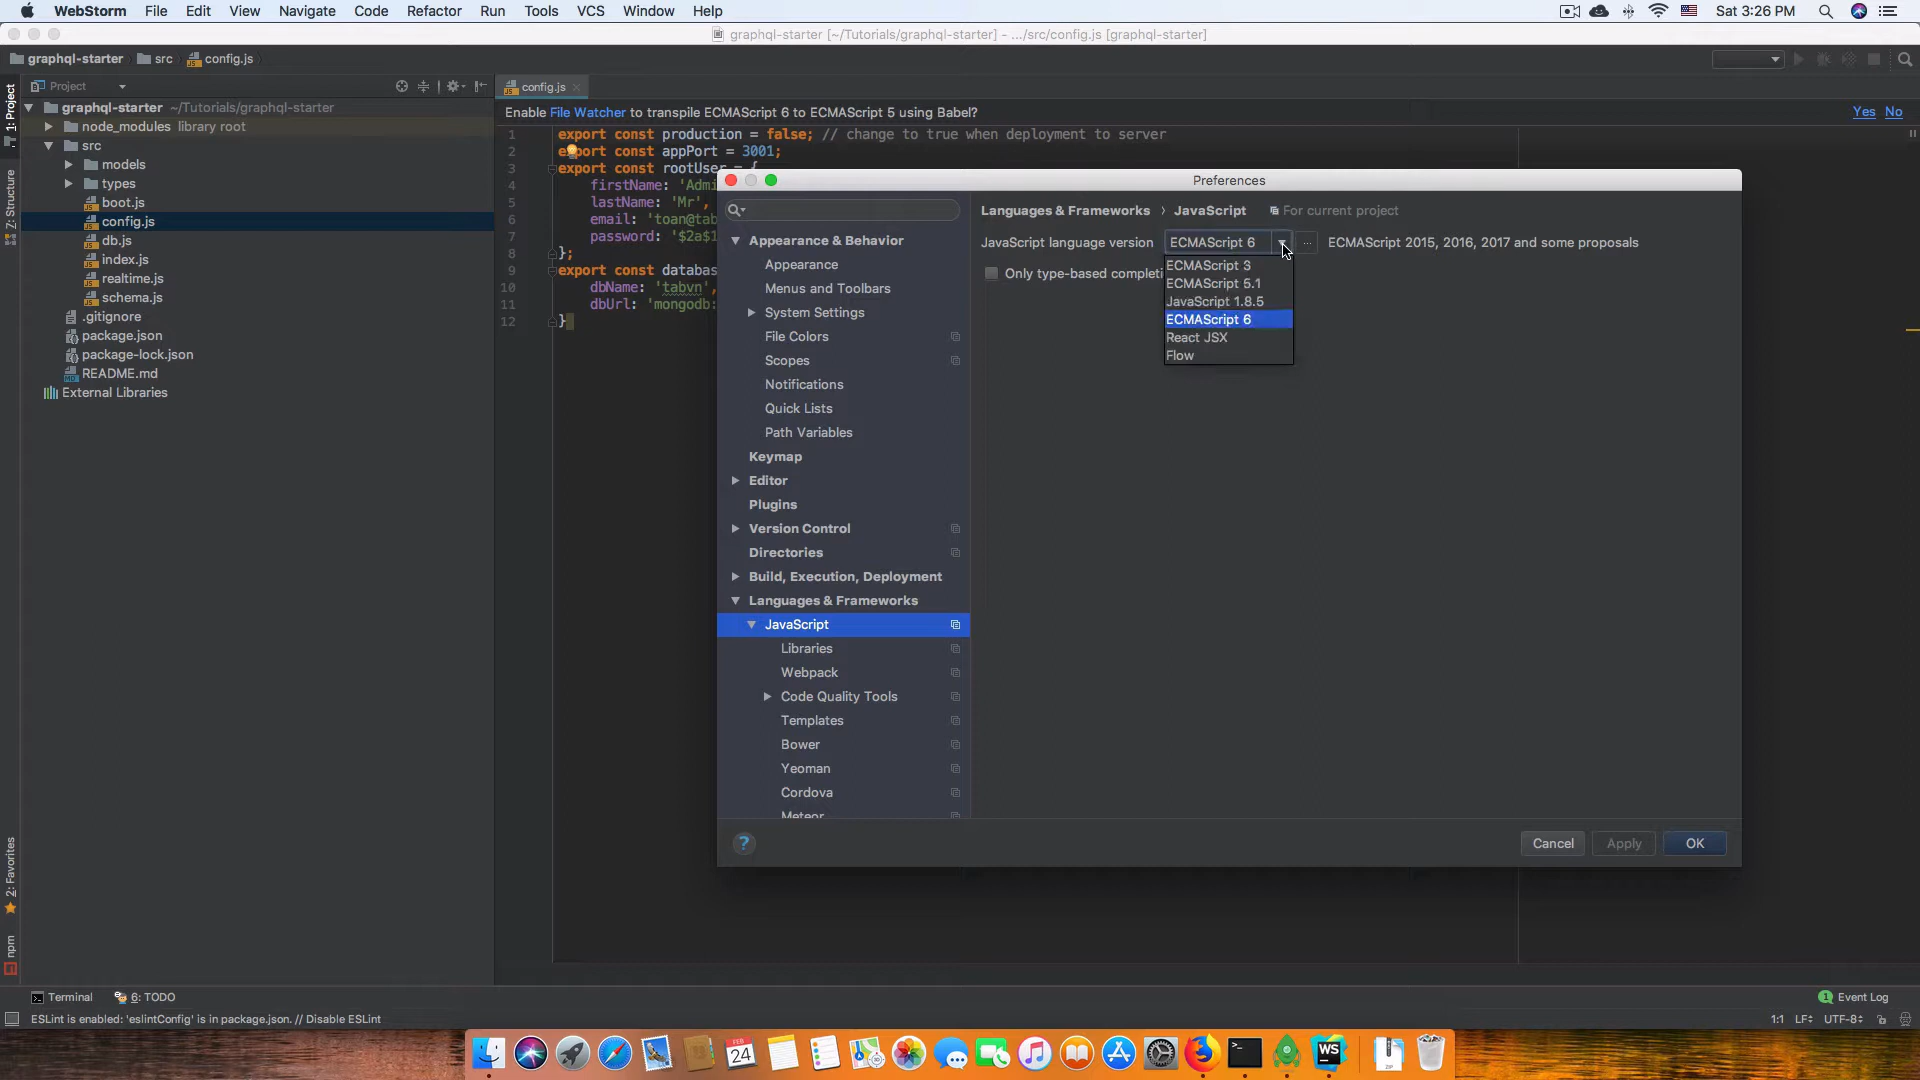 WebStorm File Edit View Navigate Code Refactor Run Tools VCS Window Help Sat 3:26 PM
graphql-starter [~/Tutorials/graphql-starter] - .../src/config.js [graphql-starter]
graphql-starter src config.js
Project
config.js
graphql-starter ~/Tutorials/graphql-starter
node_modules library root
src
models
types
boot.js
config.js
db.js
index.js
realtime.js
schema.js
.gitignore
package.json
package-lock.json
README.md
External Libraries
1: Project
7: Structure
2: Favorites
npm
Enable File Watcher to transpile ECMAScript 6 to ECMAScript 5 using Babel? Yes No
1 export const production = false; // change to true when deployment to server
2 export const appPort = 3001;
3 export const rootUser = {
4 firstName: 'Admi
5 lastName: 'Mr',
6 email: 'toan@tab
7 password: '$2a$1
8 };
9 export const databas
10 dbName: 'tabvn',
11 dbUrl: 'mongodb:
12 }
Preferences
Appearance & Behavior
Appearance
Menus and Toolbars
System Settings
File Colors
Scopes
Notifications
Quick Lists
Path Variables
Keymap
Editor
Plugins
Version Control
Directories
Build, Execution, Deployment
Languages & Frameworks
JavaScript
Libraries
Webpack
Code Quality Tools
Templates
Bower
Yeoman
Cordova
Meteor
Languages & Frameworks › JavaScript For current project
JavaScript language version ECMAScript 6 ... ECMAScript 2015, 2016, 2017 and some proposals
Only type-based completi
ECMAScript 3
ECMAScript 5.1
JavaScript 1.8.5
ECMAScript 6
React JSX
Flow
? Cancel Apply OK
Terminal 6: TODO 1 Event Log
ESLint is enabled: 'eslintConfig' is in package.json. // Disable ESLint 1:1 LF UTF-8
FEB
24
WS
ZIP